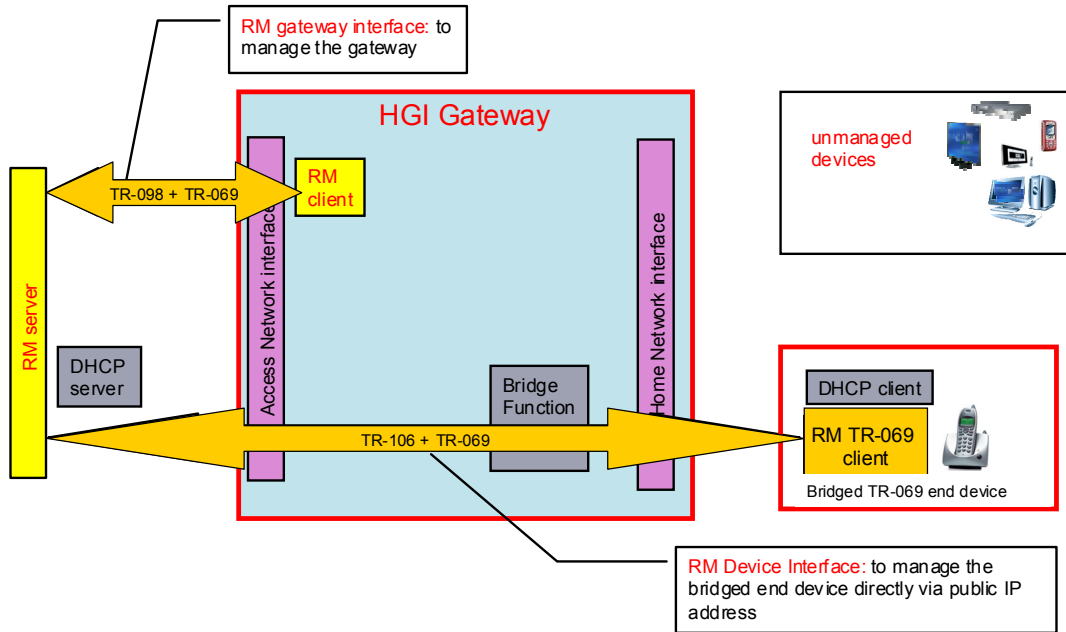 RM gateway interface: to
manage the gateway
HGI Gateway
unmanaged
devices
TR-098 + TR-069
RM
client
Access Network interface
Home Network interface
RM server
DHCP
server
Bridge
Function
DHCP client
TR-106 + TR-069
RM TR-069
client
Bridged TR-069 end device
RM Device Interface: to manage the
bridged end device directly via public IP
address